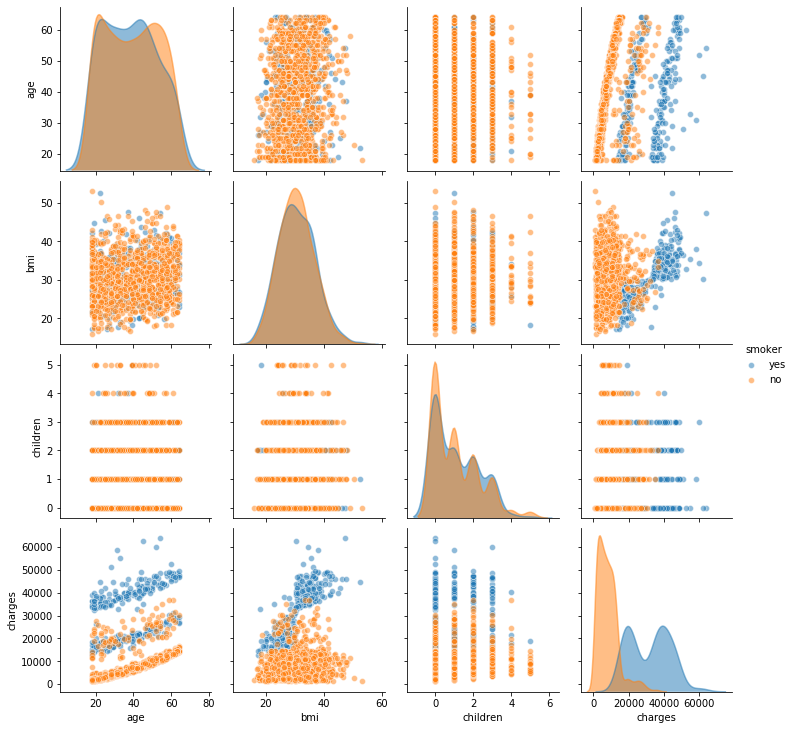 age
60
50
40
30
20
bmi
50
40
30
20
children
5
4
3
2
1
0
smoker
yes
no
charges
60000
50000
40000
30000
20000
10000
0
20 40 60 80
20 40 60
0 2 4 6
0 20000 40000 60000
age bmi children charges